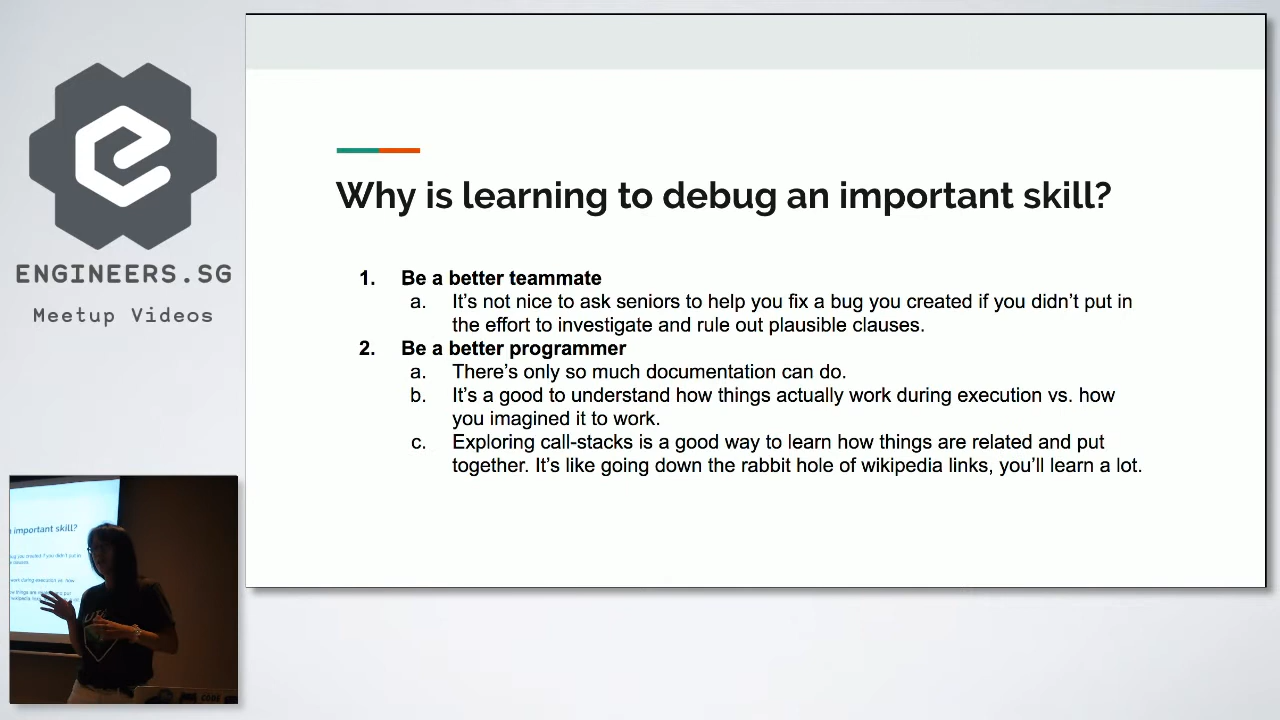 ENGINEERS.SG
Meetup Videos
Why is learning to debug an important skill?
1. Be a better teammate
a. It's not nice to ask seniors to help you fix a bug you created if you didn't put in
the effort to investigate and rule out plausible clauses.
2. Be a better programmer
a. There's only so much documentation can do.
b. It's a good to understand how things actually work during execution vs. how
you imagined it to work.
c. Exploring call-stacks is a good way to learn how things are related and put
together. It's like going down the rabbit hole of wikipedia links, you'll learn a lot.
important skill?